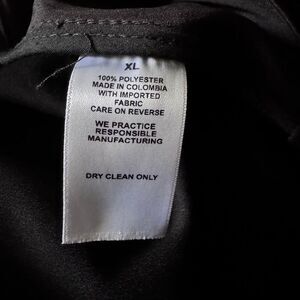 XL
100% POLYESTER
MADE IN COLOMBIA
WITH IMPORTED
FABRIC
CARE ON REVERSE
WE PRACTICE
RESPONSIBLE
MANUFACTURING
DRY CLEAN ONLY